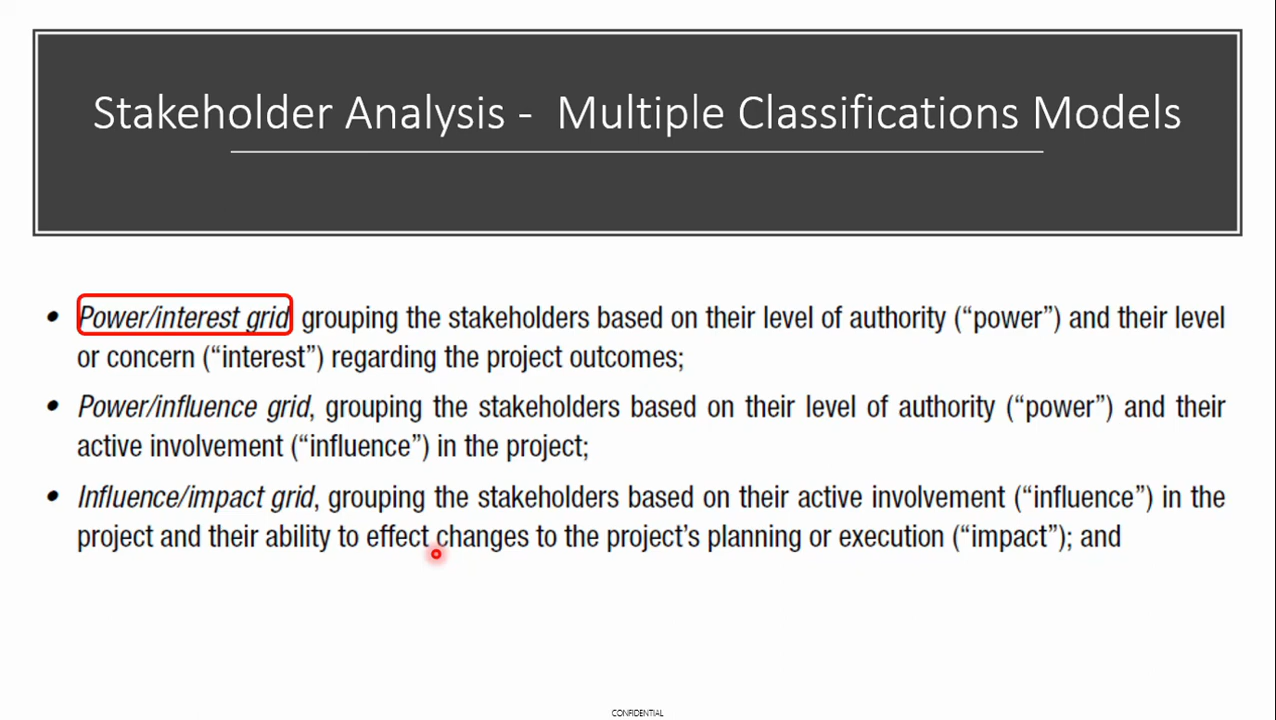 Stakeholder Analysis - Multiple Classifications Models
• Power/interest grid grouping the stakeholders based on their level of authority (“power”) and their level
or concern (“interest”) regarding the project outcomes;
• Power/influence grid, grouping the stakeholders based on their level of authority (“power”) and their
active involvement (“influence”) in the project;
• Influence/impact grid, grouping the stakeholders based on their active involvement (“influence”) in the
project and their ability to effect changes to the project’s planning or execution (“impact”); and
CONFIDENTIAL